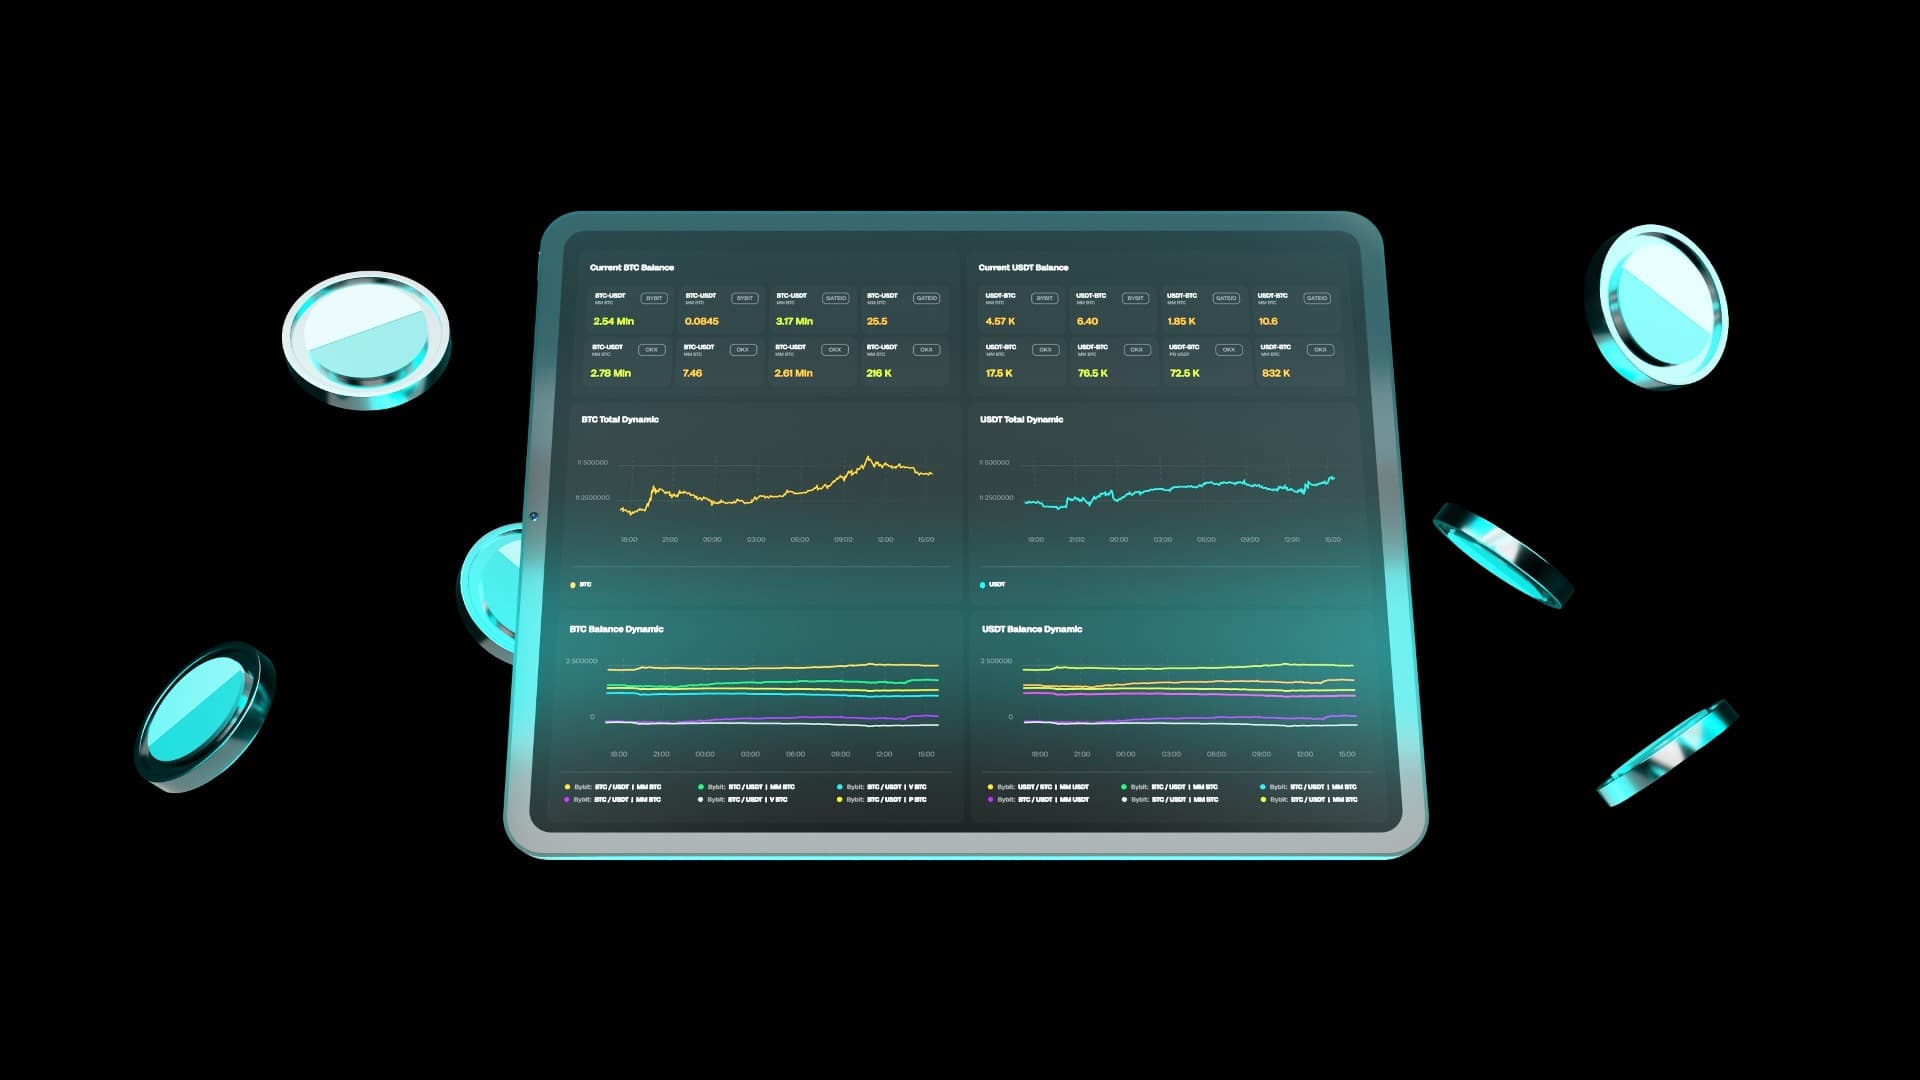 Current BTC Balance
BTC-USDT BYBIT BTC-USDT BYBIT BTC-USDT GATEIO BTC-USDT GATEIO
MM BTC MM BTC MM BTC MM BTC
2.54 Mln 0.0845 3.17 Mln 25.5
BTC-USDT OKX BTC-USDT OKX BTC-USDT OKX BTC-USDT OKX
MM BTC MM BTC MM BTC MM BTC
2.78 Mln 7.46 2.61 Mln 216 K
Current USDT Balance
USDT-BTC BYBIT USDT-BTC BYBIT USDT-BTC GATEIO USDT-BTC GATEIO
MM BTC MM BTC MM BTC MM BTC
4.57 K 6.40 1.85 K 10.6
USDT-BTC OKX USDT-BTC OKX USDT-BTC OKX USDT-BTC OKX
MM BTC MM BTC PD USDT MM BTC
17.5 K 76.5 K 72.5 K 832 K
BTC Total Dynamic
11 500000
11 2500000
18:00 21:00 00:00 03:00 06:00 09:00 12:00 15:00
BTC
USDT Total Dynamic
11 500000
11 2500000
18:00 21:00 00:00 03:00 06:00 09:00 12:00 15:00
USDT
BTC Balance Dynamic
2 500000
0
18:00 21:00 00:00 03:00 06:00 09:00 12:00 15:00
Bybit: BTC / USDT | MM BTC Bybit: BTC / USDT | MM BTC Bybit: BTC / USDT | V BTC
Bybit: BTC / USDT | MM BTC Bybit: BTC / USDT | V BTC Bybit: BTC / USDT | P BTC
USDT Balance Dynamic
2 500000
0
18:00 21:00 00:00 03:00 06:00 09:00 12:00 15:00
Bybit: USDT / BTC | MM USDT Bybit: BTC / USDT | MM BTC Bybit: BTC / USDT | MM BTC
Bybit: BTC / USDT | MM USDT Bybit: BTC / USDT | MM BTC Bybit: BTC / USDT | MM BTC